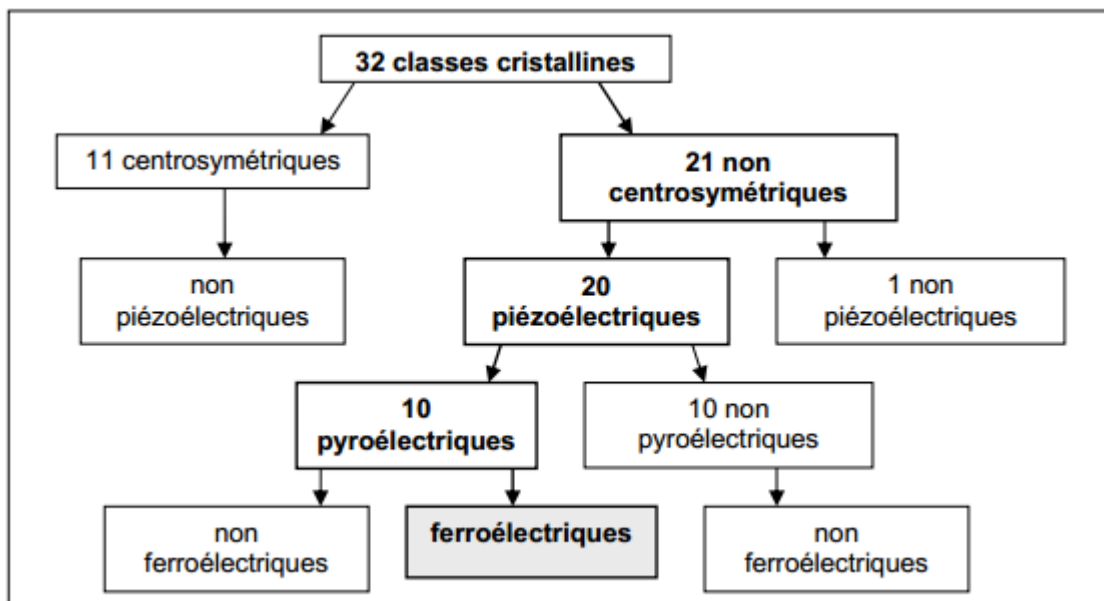 32 classes cristallines
11 centrosymétriques
21 non
centrosymétriques
non
piézoélectriques
20
piézoélectriques
1 non
piézoélectriques
10
pyroélectriques
10 non
pyroélectriques
non
ferroélectriques
ferroélectriques
non
ferroélectriques